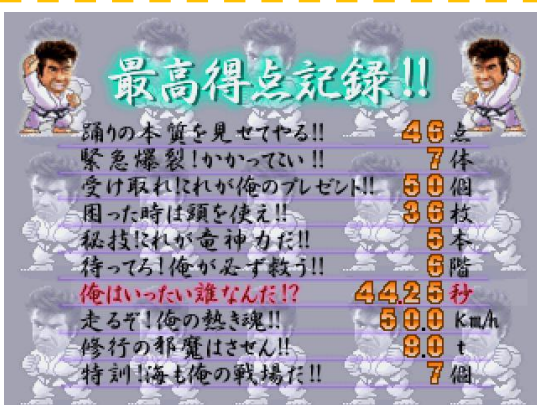 最高得点記録!!
踊りの本質を見せてやる!! 46点
緊急爆裂!かかってこい!! 7体
受け取れ!これが俺のプレゼント!! 50個
困った時は頭を使え!! 36枚
秘技!これが竜神力だ!! 5本
待ってろ!俺が必ず救う!! 6階
俺はいったい誰なんだ!? 44.25秒
走るぞ!俺の熱き魂!! 50.0 Km/h
修行の邪魔はさせん!! 8.0 t
特訓!海も俺の戦場だ!! 7個